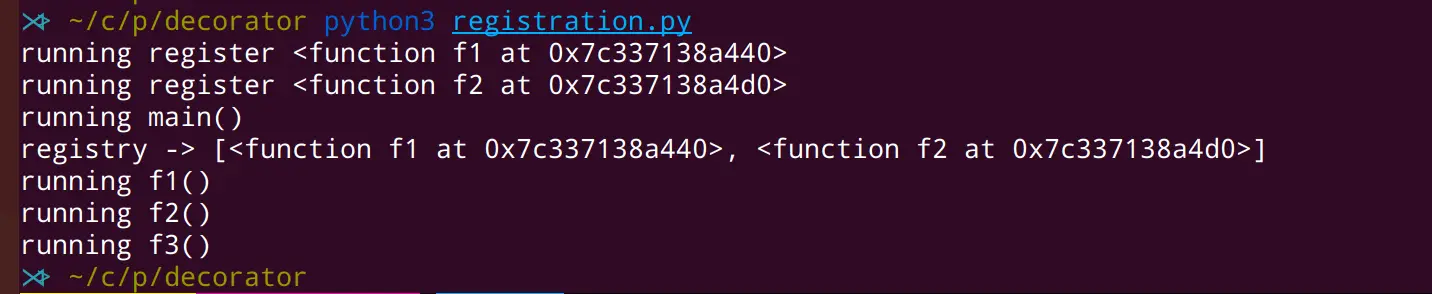 ~/c/p/decorator python3 registration.py
running register <function f1 at 0x7c337138a440>
running register <function f2 at 0x7c337138a4d0>
running main()
registry -> [<function f1 at 0x7c337138a440>, <function f2 at 0x7c337138a4d0>]
running f1()
running f2()
running f3()
~/c/p/decorator